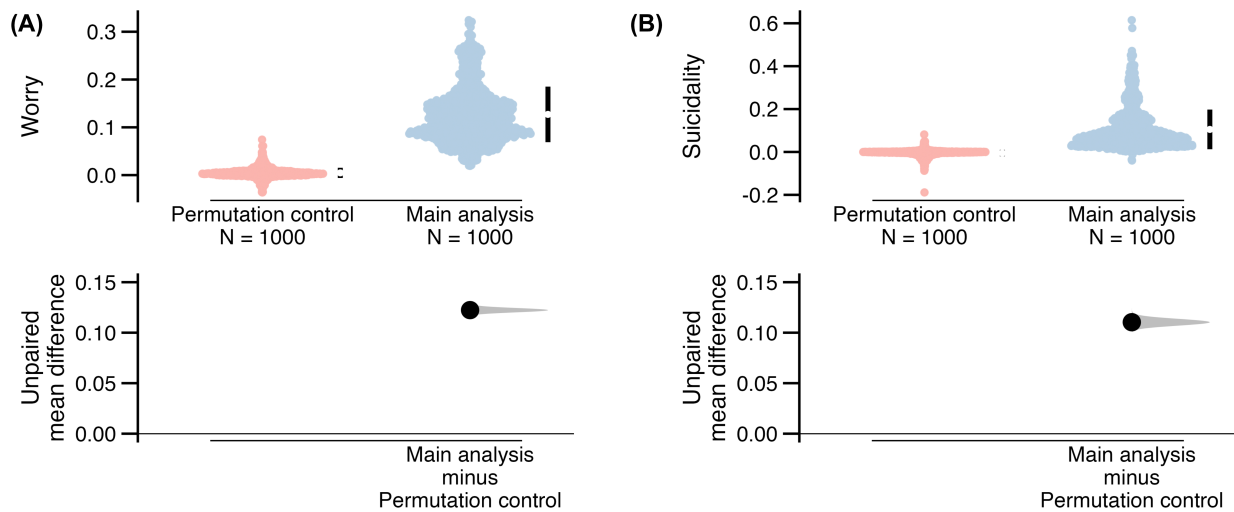 (A)
Worry
0.3
0.2
0.1
0.0
Permutation control
N = 1000
Main analysis
N = 1000
Unpaired
mean difference
0.15
0.10
0.05
0.00
Main analysis
minus
Permutation control
(B)
Suicidality
0.6
0.4
0.2
0.0
-0.2
Permutation control
N = 1000
Main analysis
N = 1000
Unpaired
mean difference
0.15
0.10
0.05
0.00
Main analysis
minus
Permutation control